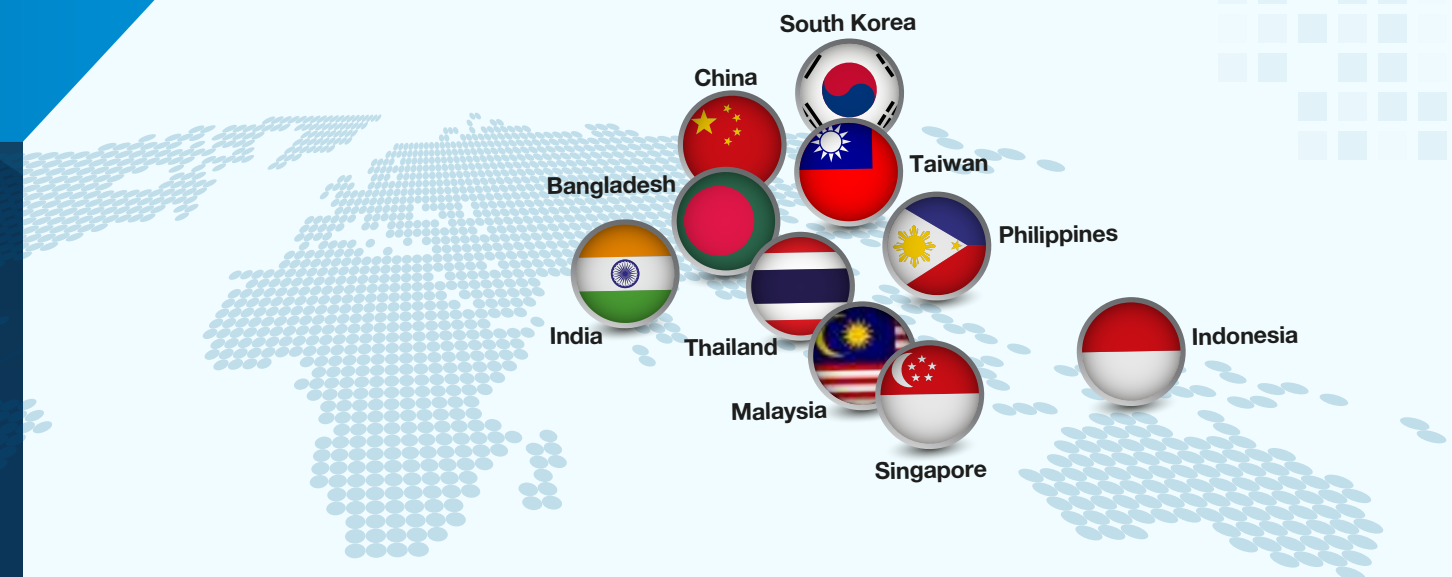 South Korea
China
Taiwan
Bangladesh
Philippines
India
Thailand
Indonesia
Malaysia
Singapore